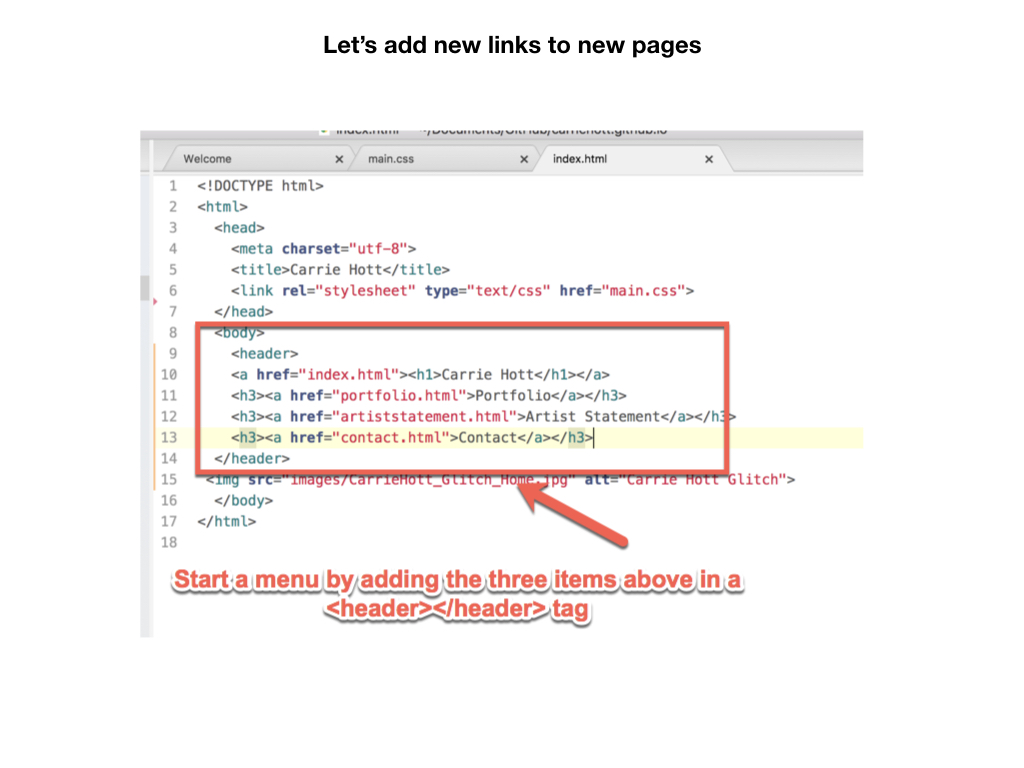 Let’s add new links to new pages
index.html ~/Documents/GitHub/carriehott.github.io
Welcome × main.css × index.html ×
1 <!DOCTYPE html>
2 <html>
3 <head>
4 <meta charset="utf-8">
5 <title>Carrie Hott</title>
6 <link rel="stylesheet" type="text/css" href="main.css">
7 </head>
8 <body>
9 <header>
10 <a href="index.html"><h1>Carrie Hott</h1></a>
11 <h3><a href="portfolio.html">Portfolio</a></h3>
12 <h3><a href="artiststatement.html">Artist Statement</a></h3>
13 <h3><a href="contact.html">Contact</a></h3>
14 </header>
15 <img src="images/CarrieHott_Glitch_Home.jpg" alt="Carrie Hott Glitch">
16 </body>
17 </html>
18
Start a menu by adding the three items above in a
<header></header> tag